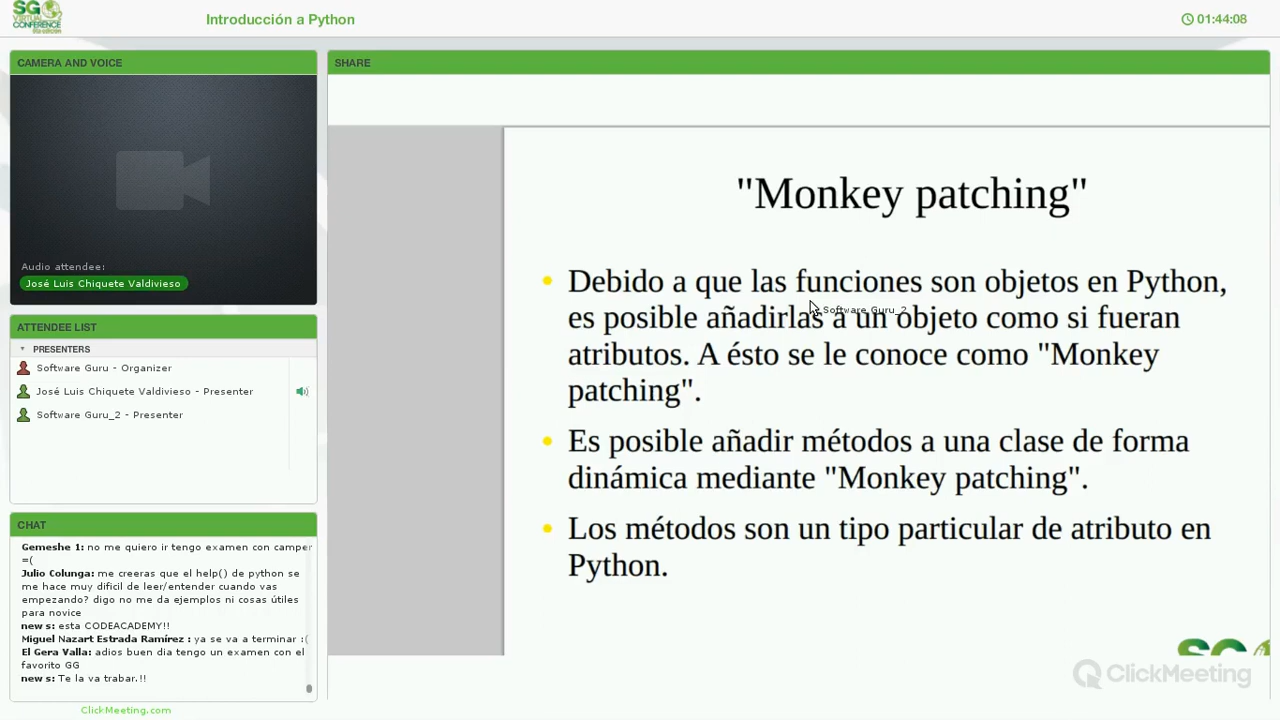 SG
VIRTUAL
CONFERENCE
Introducción a Python
01:44:08
CAMERA AND VOICE
Audio attendee:
José Luis Chiquete Valdivieso
ATTENDEE LIST
PRESENTERS
Software Guru - Organizer
José Luis Chiquete Valdivieso - Presenter
Software Guru_2 - Presenter
CHAT
Gemeshe 1: no me quiero ir tengo examen con camper
=(
Julio Colunga: me creeras que el help() de python se
me hace muy dificil de leer/entender cuando vas
empezando? digo no me da ejemplos ni cosas útiles
para novice
new s: esta CODEACADEMY!!
Miguel Nazart Estrada Ramírez : ya se va a terminar :(
El Gera Valla: adios buen dia tengo un examen con el
favorito GG
new s: Te la va trabar.!!
ClickMeeting.com
SHARE
"Monkey patching"
Debido a que las funciones son objetos en Python,
Software Guru_2
es posible añadirlas a un objeto como si fueran
atributos. A ésto se le conoce como "Monkey
patching".
Es posible añadir métodos a una clase de forma
dinámica mediante "Monkey patching".
Los métodos son un tipo particular de atributo en
Python.
SG
ClickMeeting